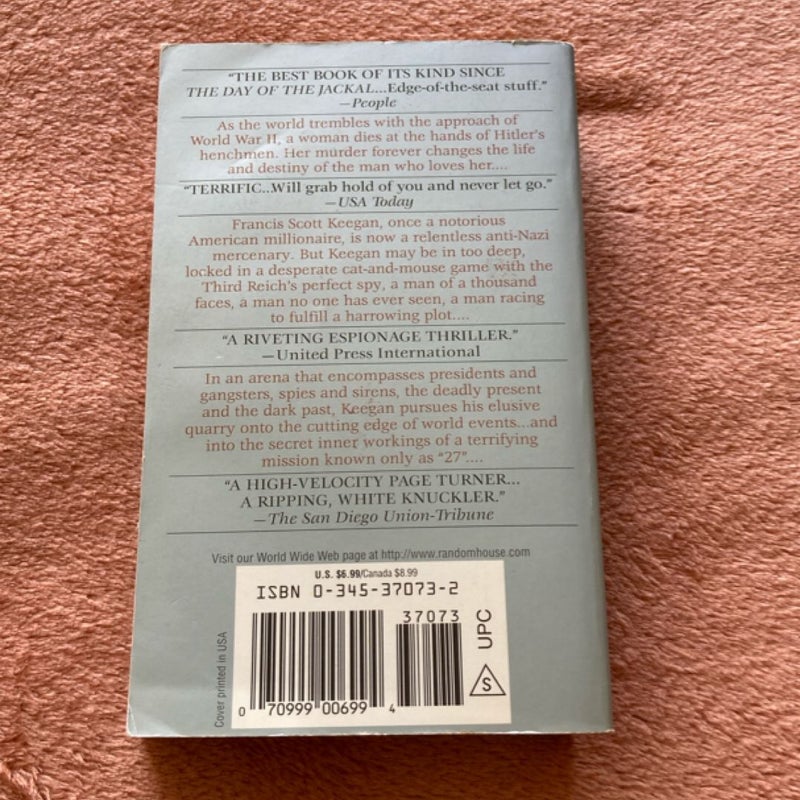 "THE BEST BOOK OF ITS KIND SINCE
THE DAY OF THE JACKAL...Edge-of-the-seat stuff."
—People
As the world trembles with the approach of
World War II, a woman dies at the hands of Hitler's
henchmen. Her murder forever changes the life
and destiny of the man who loves her....
"TERRIFIC...Will grab hold of you and never let go."
—USA Today
Francis Scott Keegan, once a notorious
American millionaire, is now a relentless anti-Nazi
mercenary. But Keegan may be in too deep,
locked in a desperate cat-and-mouse game with the
Third Reich's perfect spy, a man of a thousand
faces, a man no one has ever seen, a man racing
to fulfill a harrowing plot....
"A RIVETING ESPIONAGE THRILLER."
—United Press International
In an arena that encompasses presidents and
gangsters, spies and sirens, the deadly present
and the dark past, Keegan pursues his elusive
quarry onto the cutting edge of world events...and
into the secret inner workings of a terrifying
mission known only as "27"....
"A HIGH-VELOCITY PAGE TURNER...
A RIPPING, WHITE KNUCKLER."
—The San Diego Union-Tribune
Visit our World Wide Web page at http://www.randomhouse.com
U.S. $6.99/Canada $8.99
ISBN 0-345-37073-2
37073
0 70999 00699 4
UPC
S
Cover printed in USA